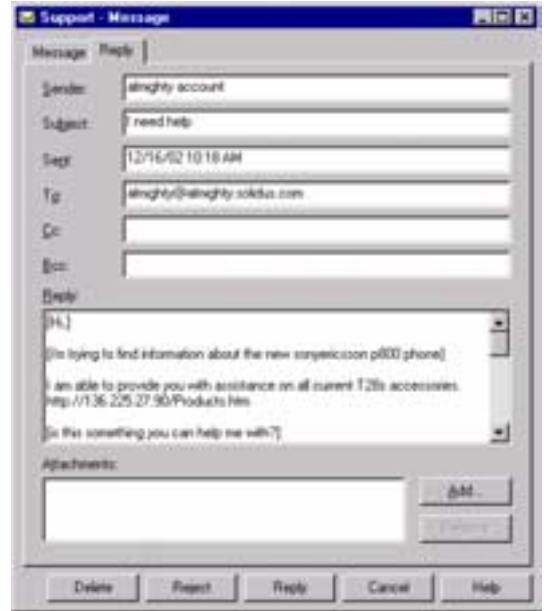 Support - Message
Message Reply
Sender: almighty account
Subject: I need help
Sent: 12/16/02 10:18 AM
To: almighty@almighty.solidus.com
Cc:
Bcc:
Reply:
[Hi,]
[I'm trying to find information about the new sonyericsson p800 phone]
I am able to provide you with assistance on all current T28s accessories.
http://136.225.27.90/Products.htm
[Is this something you can help me with?]
Attachments:
Add...
Delete Reject Reply Cancel Help